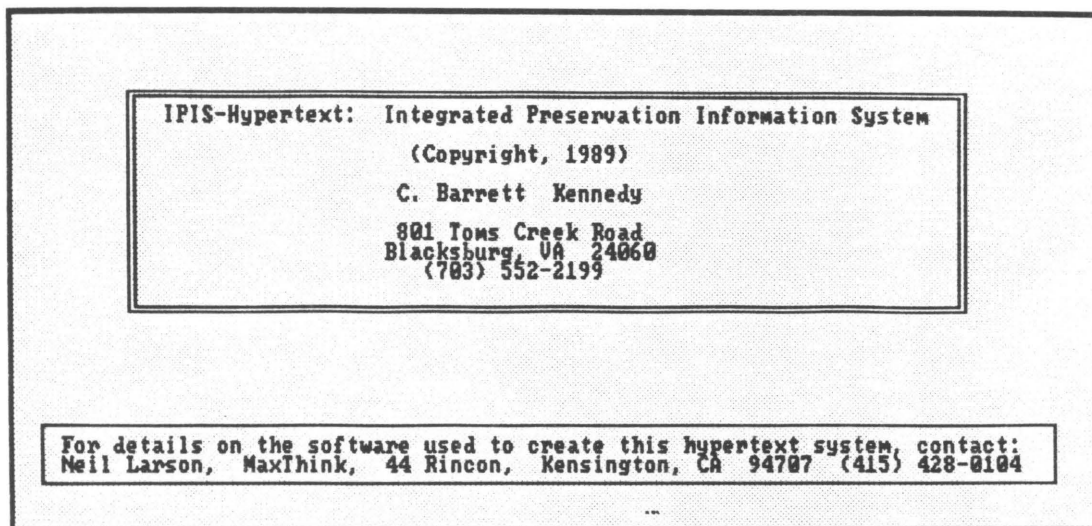 IPIS-Hypertext: Integrated Preservation Information System
(Copyright, 1989)
C. Barrett Kennedy
801 Toms Creek Road
Blacksburg, VA 24060
(703) 552-2199
For details on the software used to create this hypertext system, contact:
Neil Larson, MaxThink, 44 Rincon, Kensington, CA 94707 (415) 428-0104